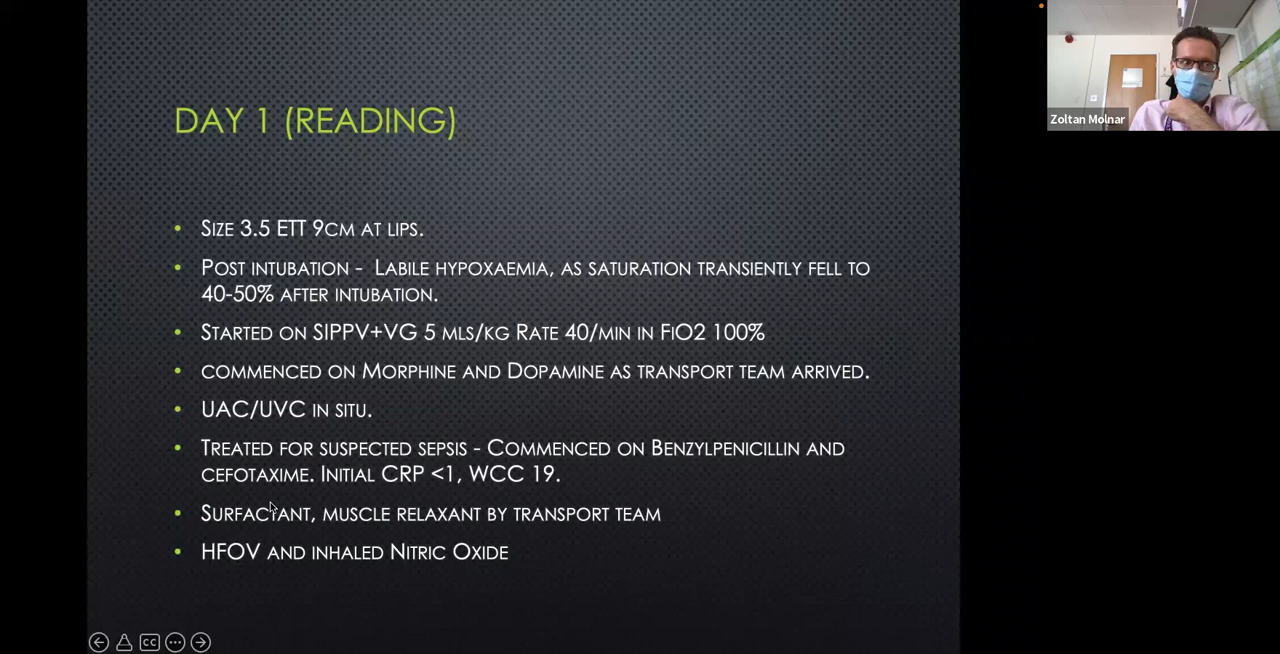 DAY 1 (READING)
• Size 3.5 ETT 9cm at lips.
• Post intubation - Labile hypoxaemia, as saturation transiently fell to
40-50% after intubation.
• Started on SIPPV+VG 5 mls/kg Rate 40/min in FiO2 100%
• commenced on Morphine and Dopamine as transport team arrived.
• UAC/UVC in situ.
• Treated for suspected sepsis - Commenced on Benzylpenicillin and
cefotaxime. Initial CRP <1, WCC 19.
• Surfactant, muscle relaxant by transport team
• HFOV and inhaled Nitric Oxide
Zoltan Molnar
CC